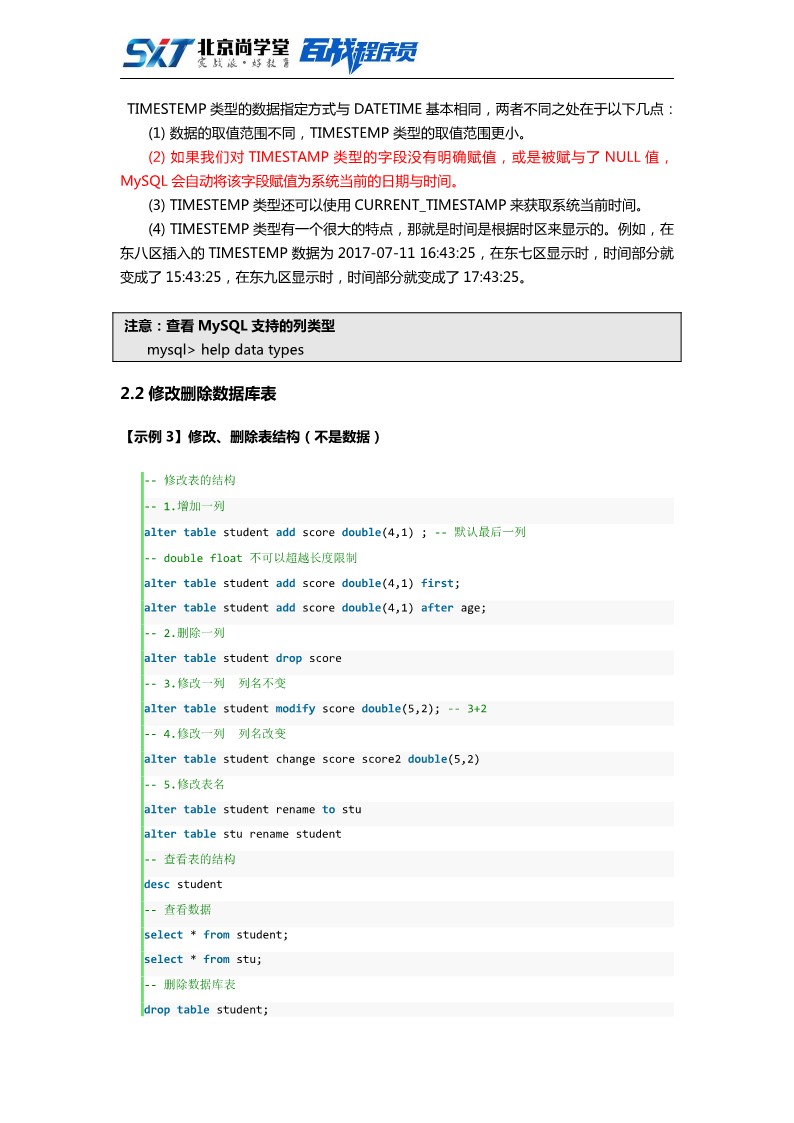 SXT 北京尚学堂 百战程序员
实战派·好教育
TIMESTEMP 类型的数据指定方式与 DATETIME 基本相同，两者不同之处在于以下几点：
(1) 数据的取值范围不同，TIMESTEMP 类型的取值范围更小。
(2) 如果我们对 TIMESTAMP 类型的字段没有明确赋值，或是被赋与了 NULL 值，
MySQL 会自动将该字段赋值为系统当前的日期与时间。
(3) TIMESTEMP 类型还可以使用 CURRENT_TIMESTAMP 来获取系统当前时间。
(4) TIMESTEMP 类型有一个很大的特点，那就是时间是根据时区来显示的。例如，在
东八区插入的 TIMESTEMP 数据为 2017-07-11 16:43:25，在东七区显示时，时间部分就
变成了 15:43:25，在东九区显示时，时间部分就变成了 17:43:25。
注意：查看 MySQL 支持的列类型
mysql> help data types
2.2 修改删除数据库表
【示例 3】修改、删除表结构（不是数据）
-- 修改表的结构
-- 1.增加一列
alter table student add score double(4,1) ; -- 默认最后一列
-- double float 不可以超越长度限制
alter table student add score double(4,1) first;
alter table student add score double(4,1) after age;
-- 2.删除一列
alter table student drop score
-- 3.修改一列 列名不变
alter table student modify score double(5,2); -- 3+2
-- 4.修改一列 列名改变
alter table student change score score2 double(5,2)
-- 5.修改表名
alter table student rename to stu
alter table stu rename student
-- 查看表的结构
desc student
-- 查看数据
select * from student;
select * from stu;
-- 删除数据库表
drop table student;